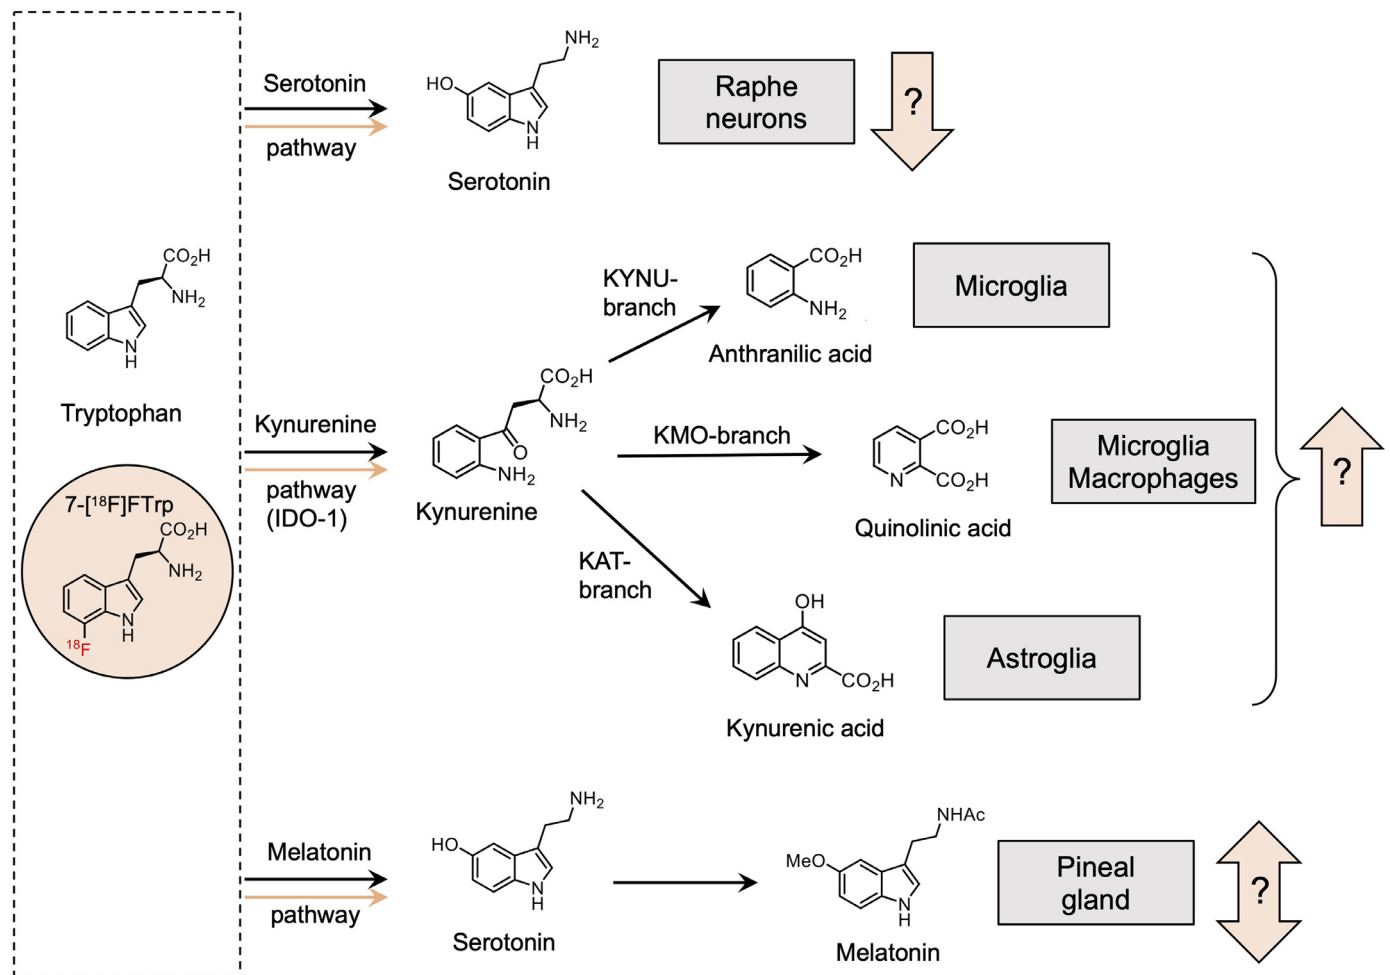 Serotonin
pathway
HO
NH₂
N
H
Serotonin
Raphe
neurons
?
CO₂H
NH₂
N
H
Tryptophan
7-[¹⁸F]FTrp
CO₂H
NH₂
N
H
¹⁸F
Kynurenine
pathway
(IDO-1)
CO₂H
NH₂
O
NH₂
Kynurenine
KYNU-
branch
CO₂H
NH₂
Anthranilic acid
Microglia
KMO-branch
CO₂H
CO₂H
N
Quinolinic acid
Microglia
Macrophages
?
KAT-
branch
OH
N
CO₂H
Kynurenic acid
Astroglia
Melatonin
pathway
NH₂
HO
N
H
Serotonin
NHAc
MeO
N
H
Melatonin
Pineal
gland
?